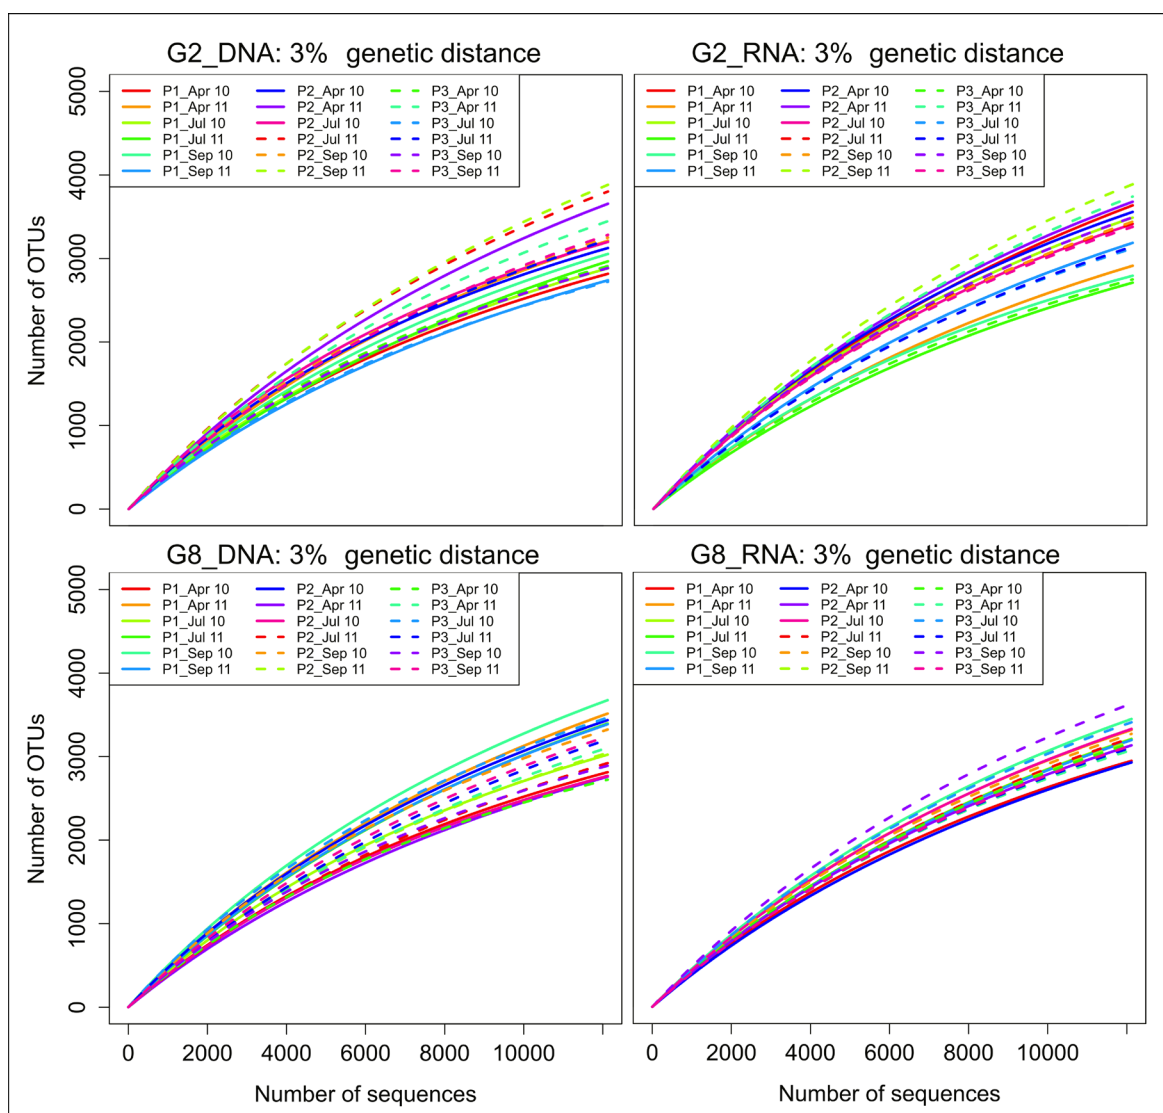 G2_DNA: 3% genetic distance
G2_RNA: 3% genetic distance
5000
4000
3000
2000
1000
0
Number of OTUs
P1_Apr 10 P2_Apr 10 P3_Apr 10
P1_Apr 11 P2_Apr 11 P3_Apr 11
P1_Jul 10 P2_Jul 10 P3_Jul 10
P1_Jul 11 P2_Jul 11 P3_Jul 11
P1_Sep 10 P2_Sep 10 P3_Sep 10
P1_Sep 11 P2_Sep 11 P3_Sep 11
P1_Apr 10 P2_Apr 10 P3_Apr 10
P1_Apr 11 P2_Apr 11 P3_Apr 11
P1_Jul 10 P2_Jul 10 P3_Jul 10
P1_Jul 11 P2_Jul 11 P3_Jul 11
P1_Sep 10 P2_Sep 10 P3_Sep 10
P1_Sep 11 P2_Sep 11 P3_Sep 11
G8_DNA: 3% genetic distance
G8_RNA: 3% genetic distance
5000
4000
3000
2000
1000
0
Number of OTUs
P1_Apr 10 P2_Apr 10 P3_Apr 10
P1_Apr 11 P2_Apr 11 P3_Apr 11
P1_Jul 10 P2_Jul 10 P3_Jul 10
P1_Jul 11 P2_Jul 11 P3_Jul 11
P1_Sep 10 P2_Sep 10 P3_Sep 10
P1_Sep 11 P2_Sep 11 P3_Sep 11
P1_Apr 10 P2_Apr 10 P3_Apr 10
P1_Apr 11 P2_Apr 11 P3_Apr 11
P1_Jul 10 P2_Jul 10 P3_Jul 10
P1_Jul 11 P2_Jul 11 P3_Jul 11
P1_Sep 10 P2_Sep 10 P3_Sep 10
P1_Sep 11 P2_Sep 11 P3_Sep 11
0 2000 4000 6000 8000 10000
0 2000 4000 6000 8000 10000
Number of sequences
Number of sequences